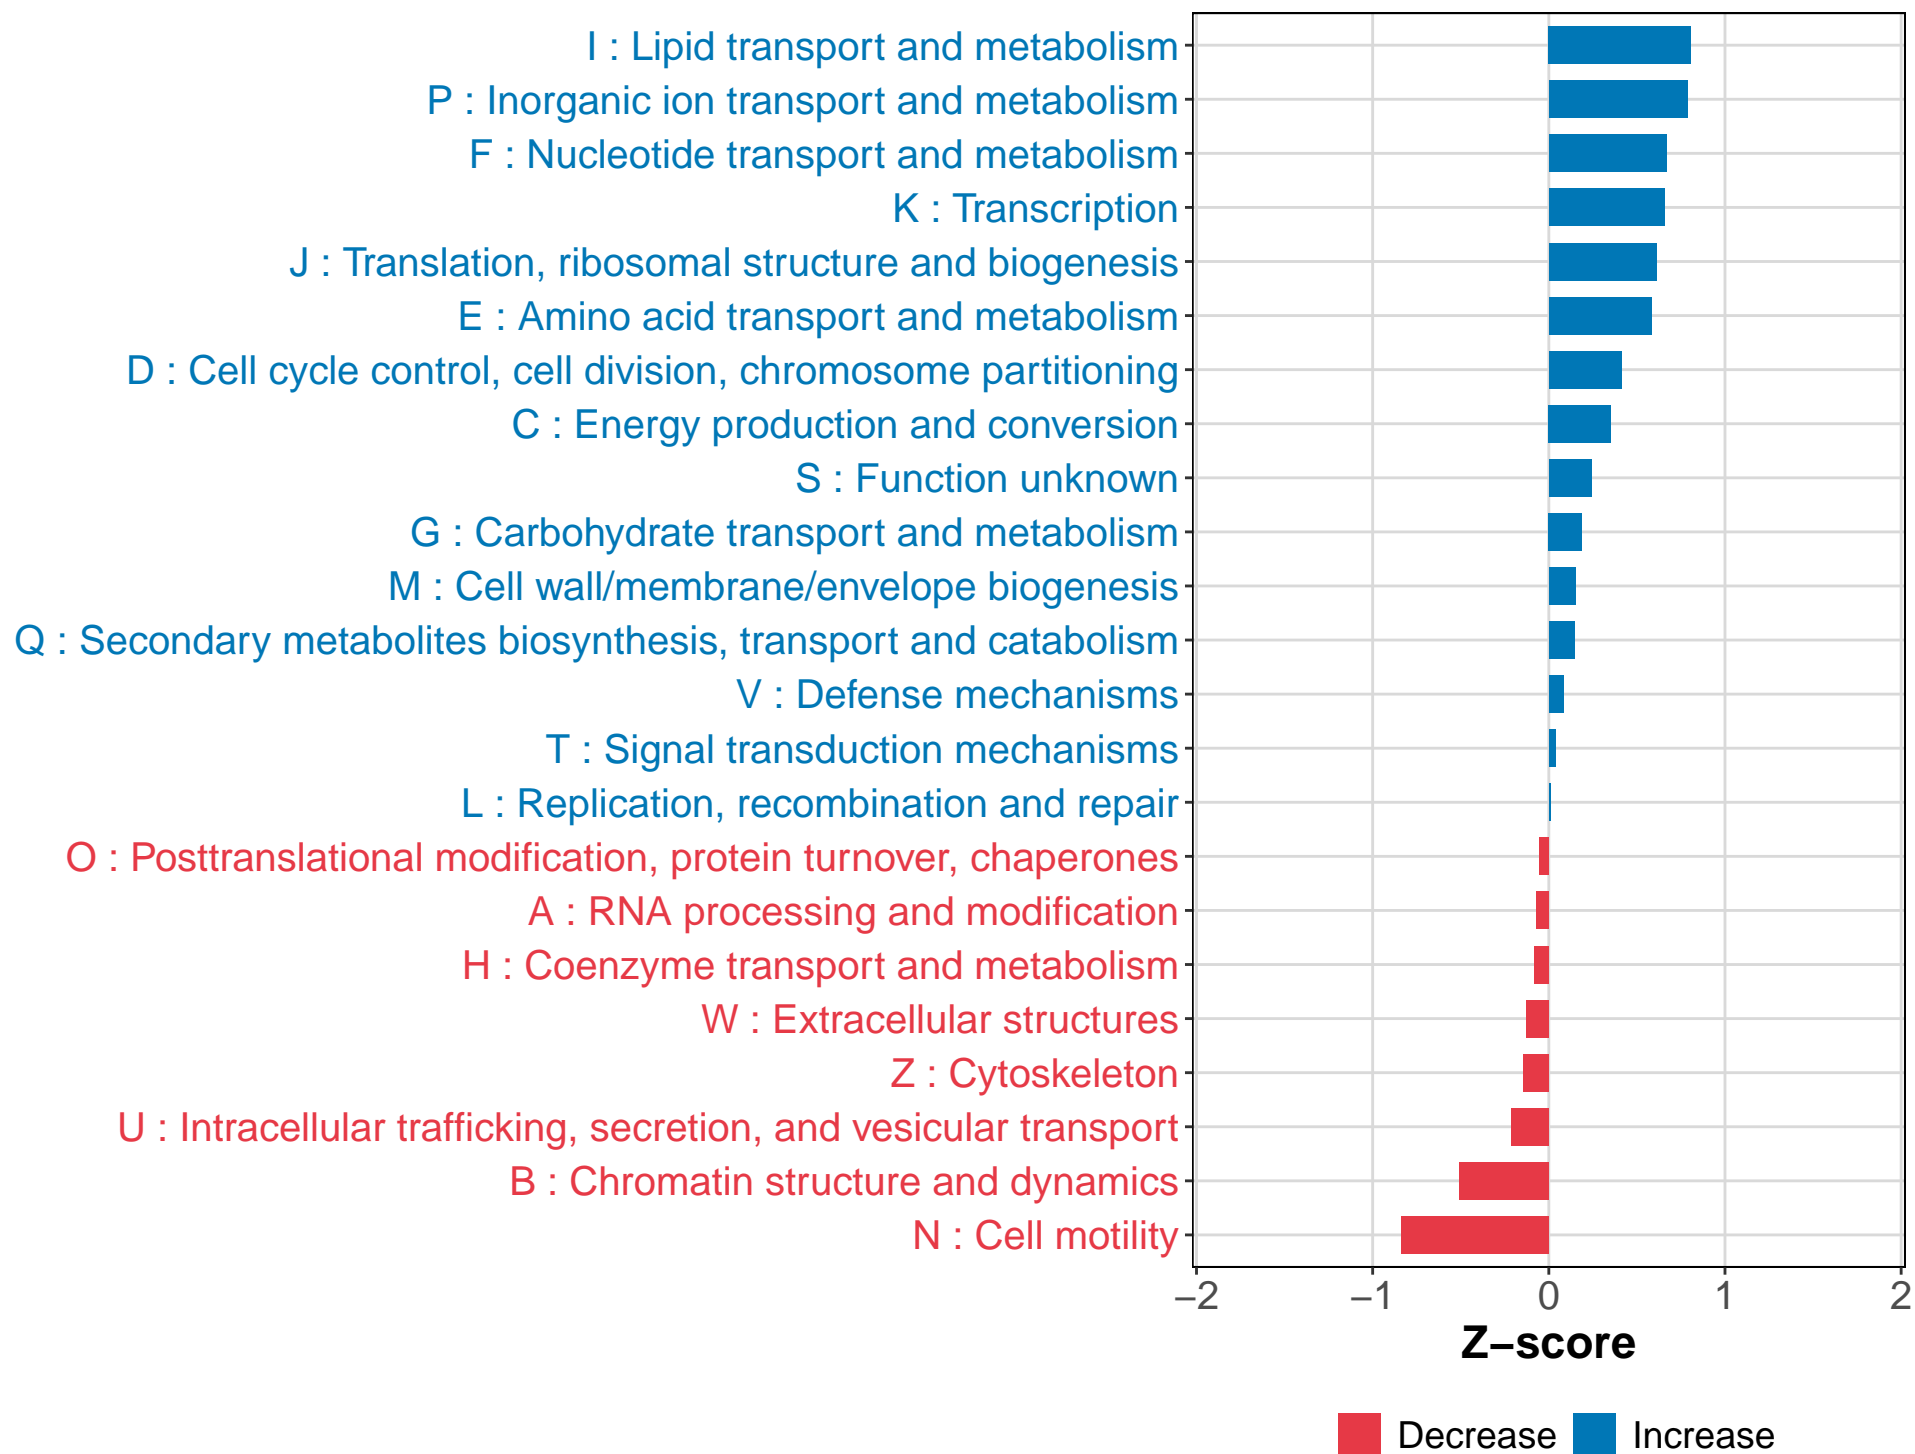 I : Lipid transport and metabolism
P : Inorganic ion transport and metabolism
F : Nucleotide transport and metabolism
K : Transcription
J : Translation, ribosomal structure and biogenesis
E : Amino acid transport and metabolism
D : Cell cycle control, cell division, chromosome partitioning
C : Energy production and conversion
S : Function unknown
G : Carbohydrate transport and metabolism
M : Cell wall/membrane/envelope biogenesis
Q : Secondary metabolites biosynthesis, transport and catabolism
V : Defense mechanisms
T : Signal transduction mechanisms
L : Replication, recombination and repair
O : Posttranslational modification, protein turnover, chaperones
A : RNA processing and modification
H : Coenzyme transport and metabolism
W : Extracellular structures
Z : Cytoskeleton
U : Intracellular trafficking, secretion, and vesicular transport
B : Chromatin structure and dynamics
N : Cell motility
−2 −1 0 1 2
Z−score
Decrease Increase